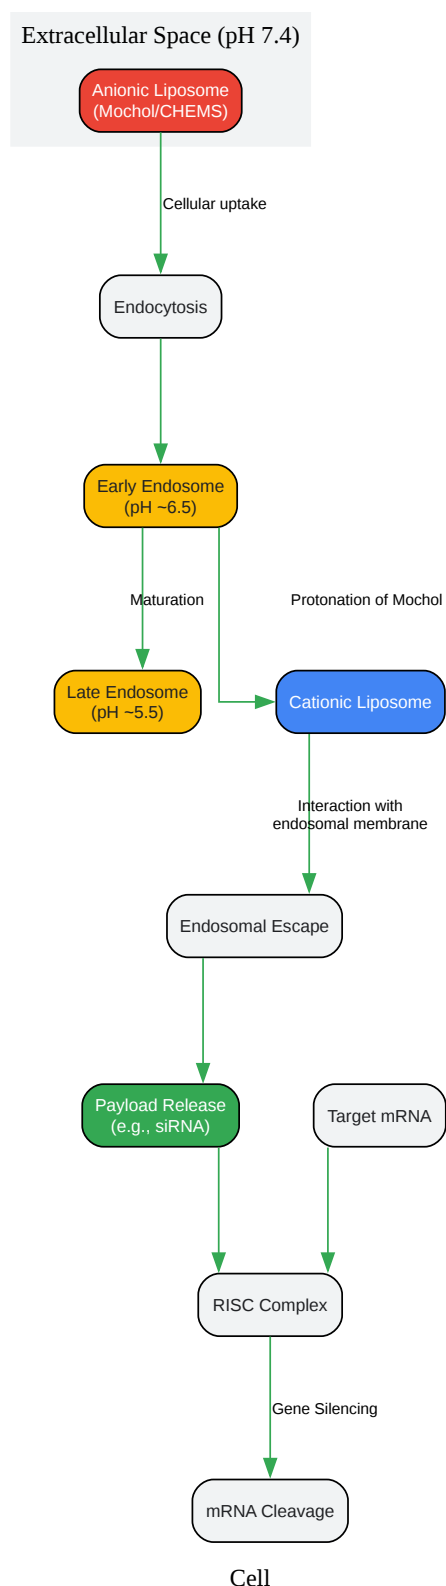 Extracellular Space (pH 7.4)
Anionic Liposome
(Mochol/CHEMS)
Cellular uptake
Endocytosis
Early Endosome
(pH ~6.5)
Maturation
Protonation of Mochol
Late Endosome
(pH ~5.5)
Cationic Liposome
Interaction with
endosomal membrane
Endosomal Escape
Payload Release
(e.g., siRNA)
Target mRNA
RISC Complex
Gene Silencing
mRNA Cleavage
Cell